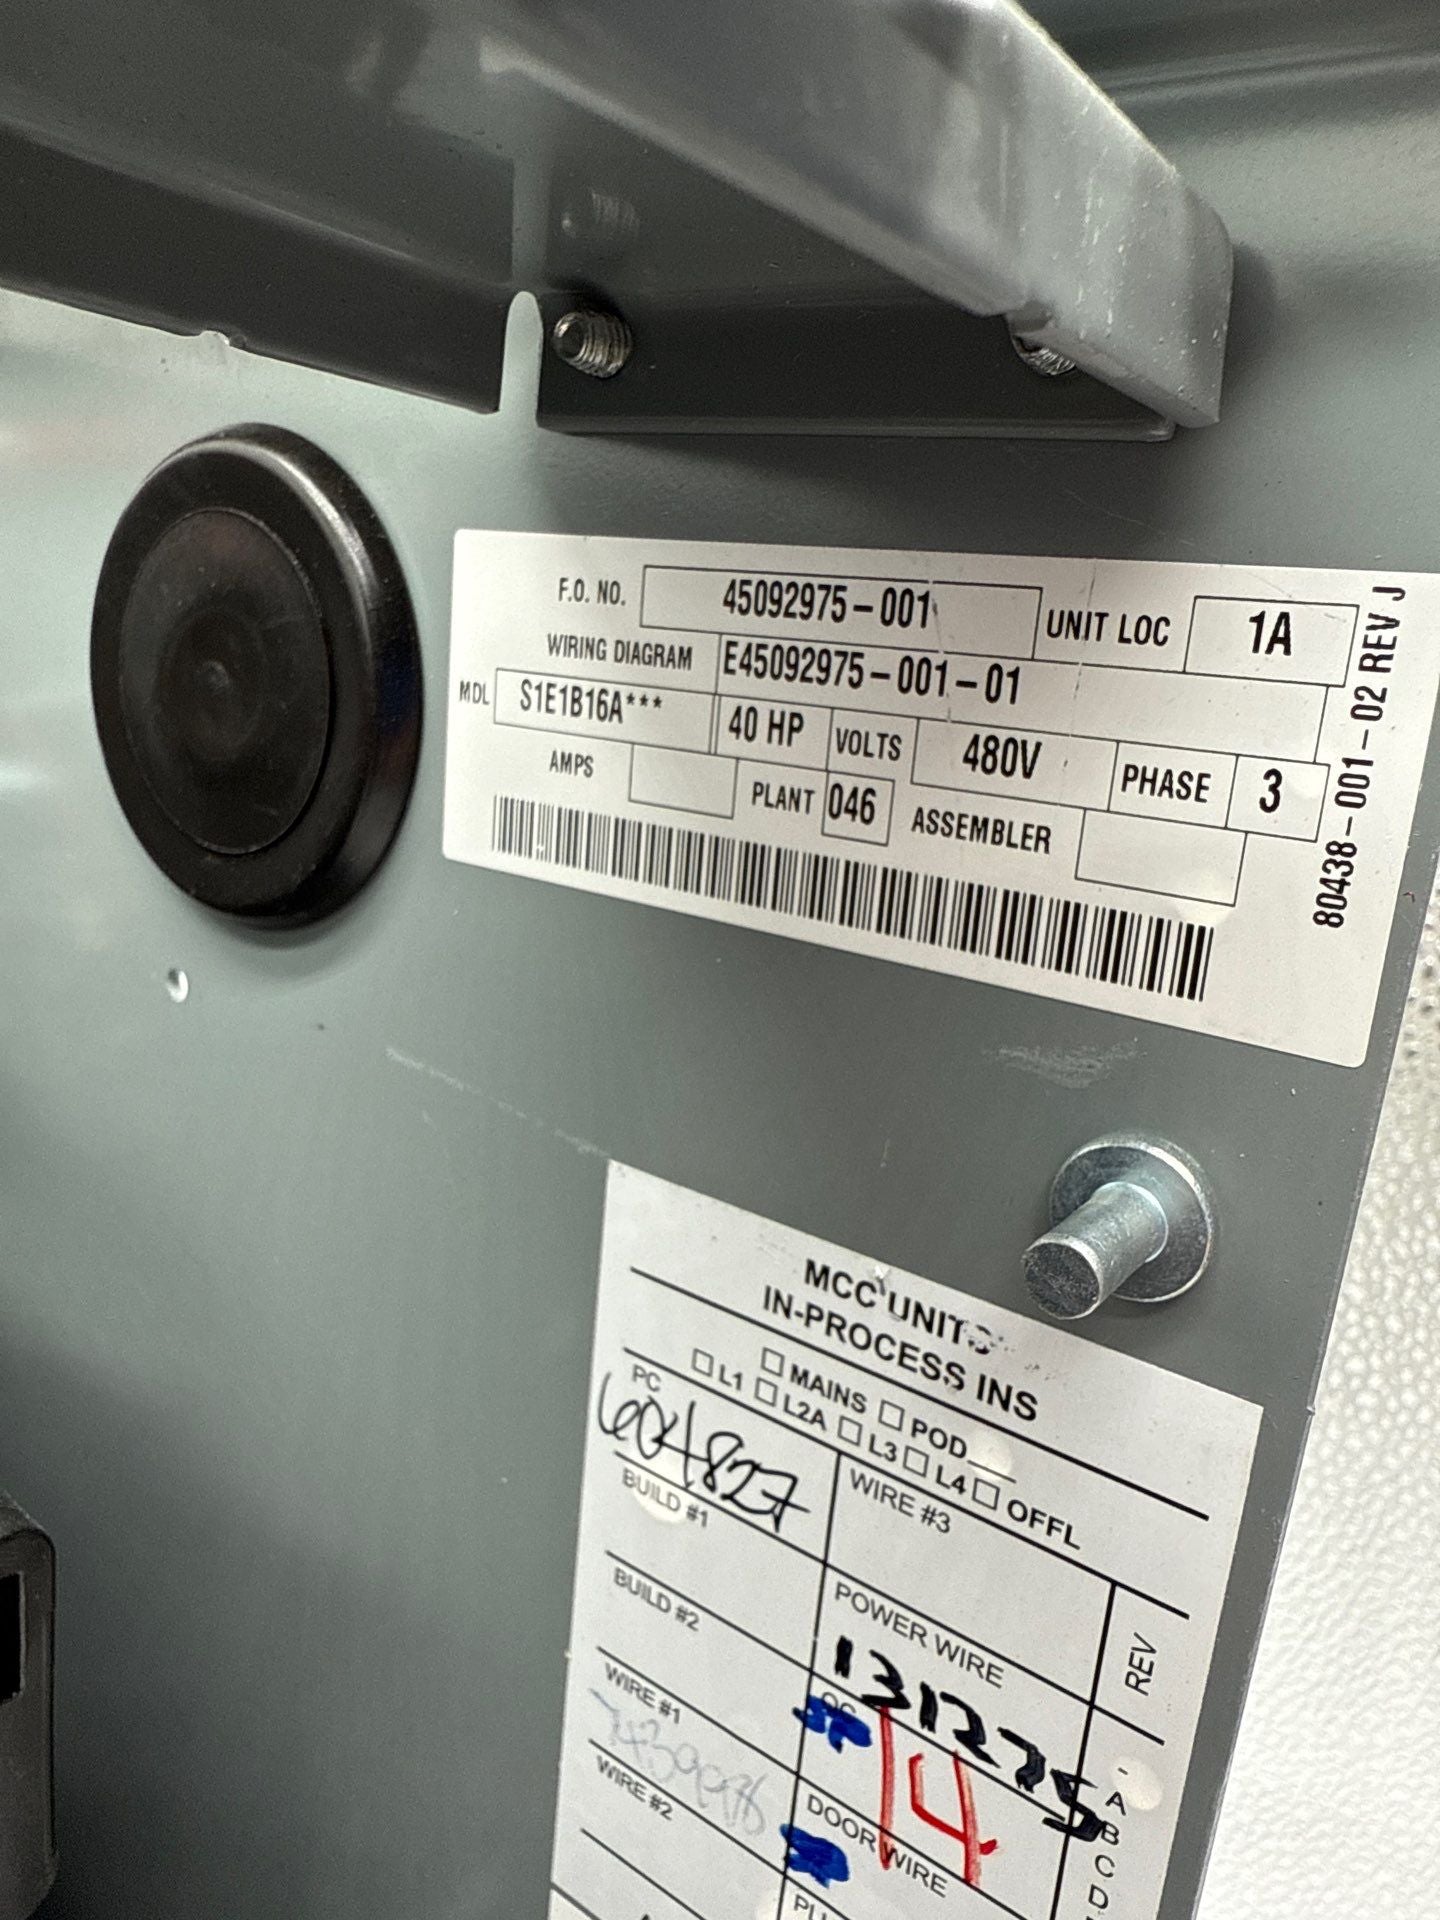 F.O. NO. 45092975-001 UNIT LOC 1A
WIRING DIAGRAM E45092975-001-01
MDL S1E1B16A*** 40 HP VOLTS 480V PHASE 3
AMPS PLANT 046 ASSEMBLER
80438-001-02 REV J
MCC UNITS
IN-PROCESS INS
MAINS POD
L1 L2A L3 L4 OFFL
PC
604827
WIRE #3
BUILD #1
POWER WIRE
131275
REV
BUILD #2
QC
14
WIRE #1
DOOR WIRE
WIRE #2
-
A
B
C
D